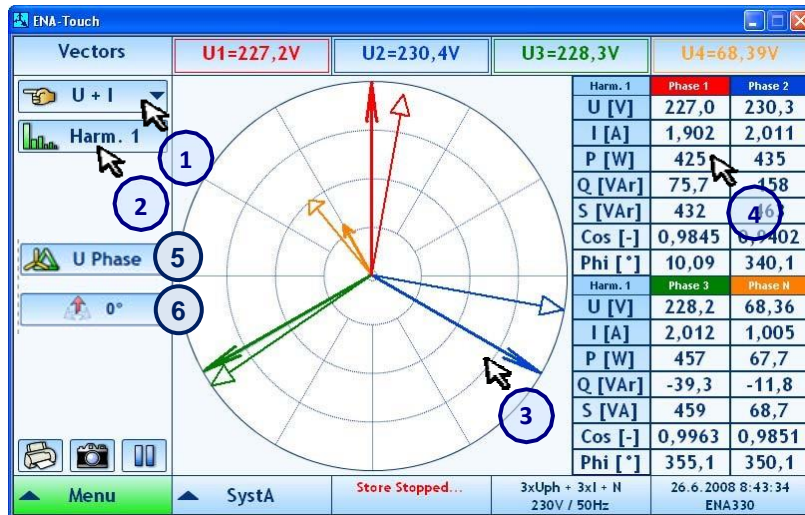 ENA-Touch
Vectors U1=227,2V U2=230,4V U3=228,3V U4=68,39V
U + I
Harm. 1
1
2
U Phase 5
0° 6
3
4
Harm. 1 Phase 1 Phase 2
U [V] 227,0 230,3
I [A] 1,902 2,011
P [W] 425 435
Q [VAr] 75,7 158
S [VAr] 432 463
Cos [-] 0,9845 0,9402
Phi [°] 10,09 340,1
Harm. 1 Phase 3 Phase N
U [V] 228,2 68,36
I [A] 2,012 1,005
P [W] 457 67,7
Q [VAr] -39,3 -11,8
S [VA] 459 68,7
Cos [-] 0,9963 0,9851
Phi [°] 355,1 350,1
Menu SystA Store Stopped...
3xUph + 3xI + N
230V / 50Hz
26.6.2008 8:43:34
ENA330